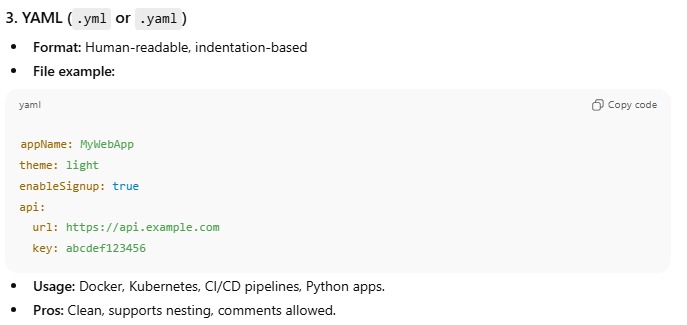 3. YAML (.yml or .yaml)
• Format: Human-readable, indentation-based
• File example:
yaml
Copy code
appName: MyWebApp
theme: light
enableSignup: true
api:
  url: https://api.example.com
  key: abcdef123456
• Usage: Docker, Kubernetes, CI/CD pipelines, Python apps.
• Pros: Clean, supports nesting, comments allowed.